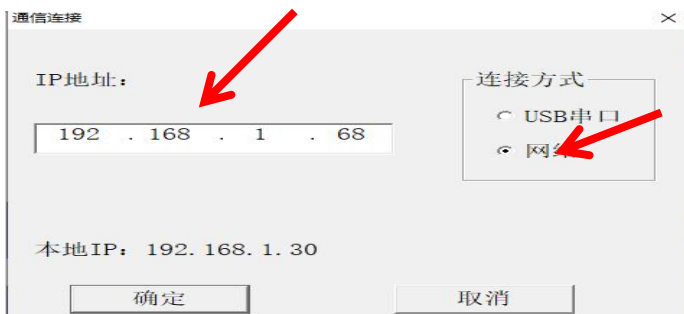 通信连接
IP地址：
192 . 168 . 1 . 68
连接方式
USB串口
网络
本地IP：192.168.1.30
确定
取消